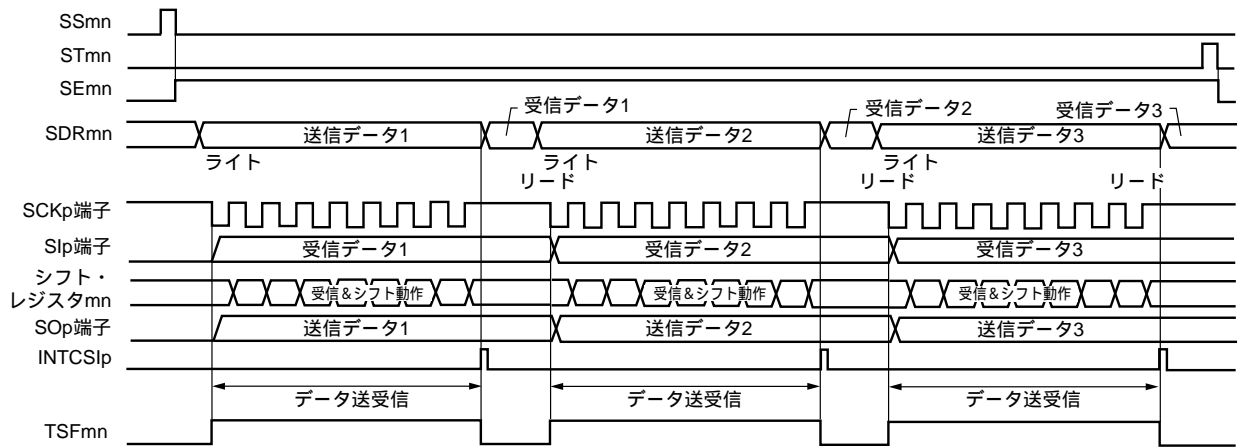 SSmn
STmn
SEmn
受信データ1
受信データ2
受信データ3
SDRmn
送信データ1
送信データ2
送信データ3
ライト
ライト
ライト
リード
リード
リード
SCKp端子
SIp端子
受信データ1
受信データ2
受信データ3
シフト・
レジスタmn
受信&シフト動作
受信&シフト動作
受信&シフト動作
SOp端子
送信データ1
送信データ2
送信データ3
INTCSIp
データ送受信
データ送受信
データ送受信
TSFmn